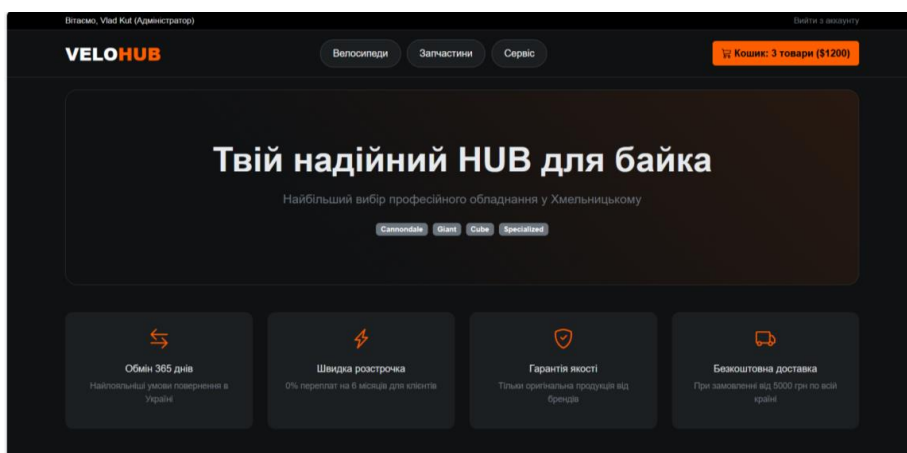 Вітаємо, Vlad Kut (Адміністратор)
Вийти з аккаунту
VELOHUB
Велосипеди
Запчастини
Сервіс
Кошик: 3 товари ($1200)
Твій надійний HUB для байка
Найбільший вибір професійного обладнання у Хмельницькому
Cannondale
Giant
Cube
Specialized
Обмін 365 днів
Найлояльніші умови повернення в
Україні
Швидка розстрочка
0% переплат на 6 місяців для клієнтів
Гарантія якості
Тільки оригінальна продукція від
брендів
Безкоштовна доставка
При замовленні від 5000 грн по всій
країні